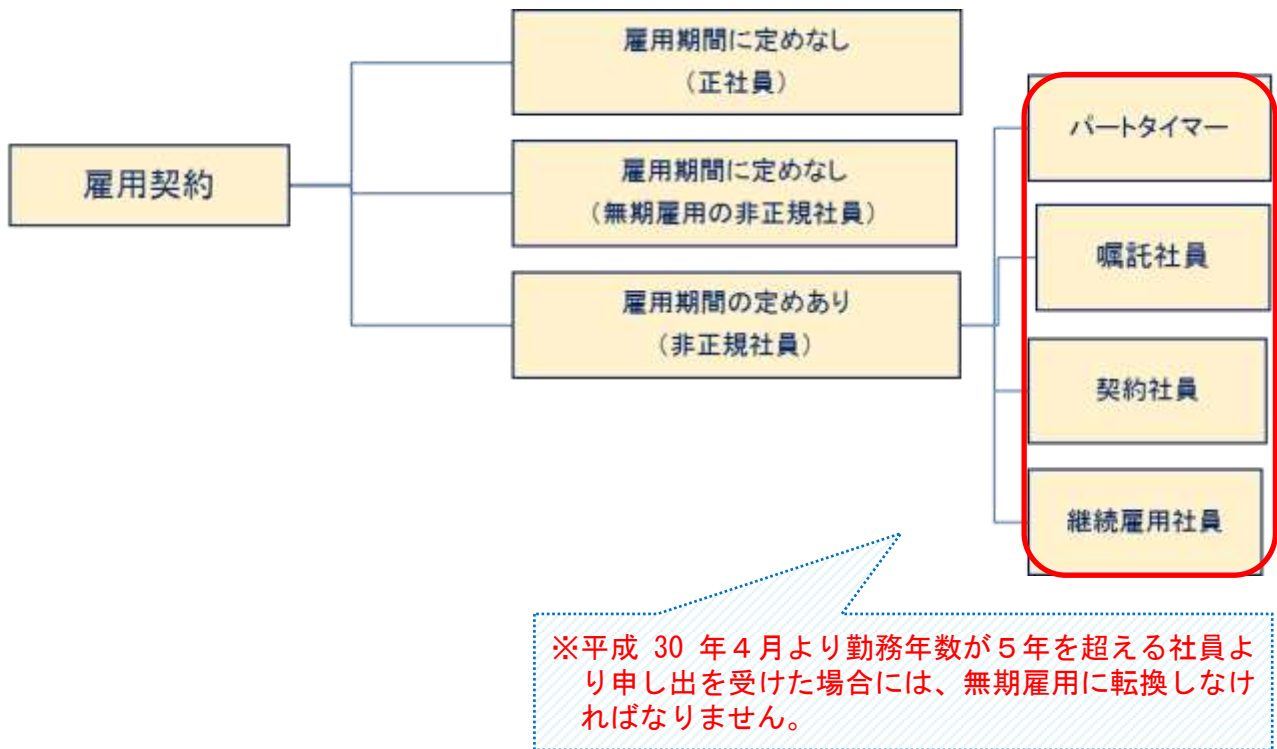 雇用契約
雇用期間に定めなし
（正社員）
雇用期間に定めなし
（無期雇用の非正規社員）
雇用期間の定めあり
（非正規社員）
パートタイマー
嘱託社員
契約社員
継続雇用社員
※平成 30 年４月より勤務年数が５年を超える社員よ
り申し出を受けた場合には、無期雇用に転換しなけ
ればなりません。